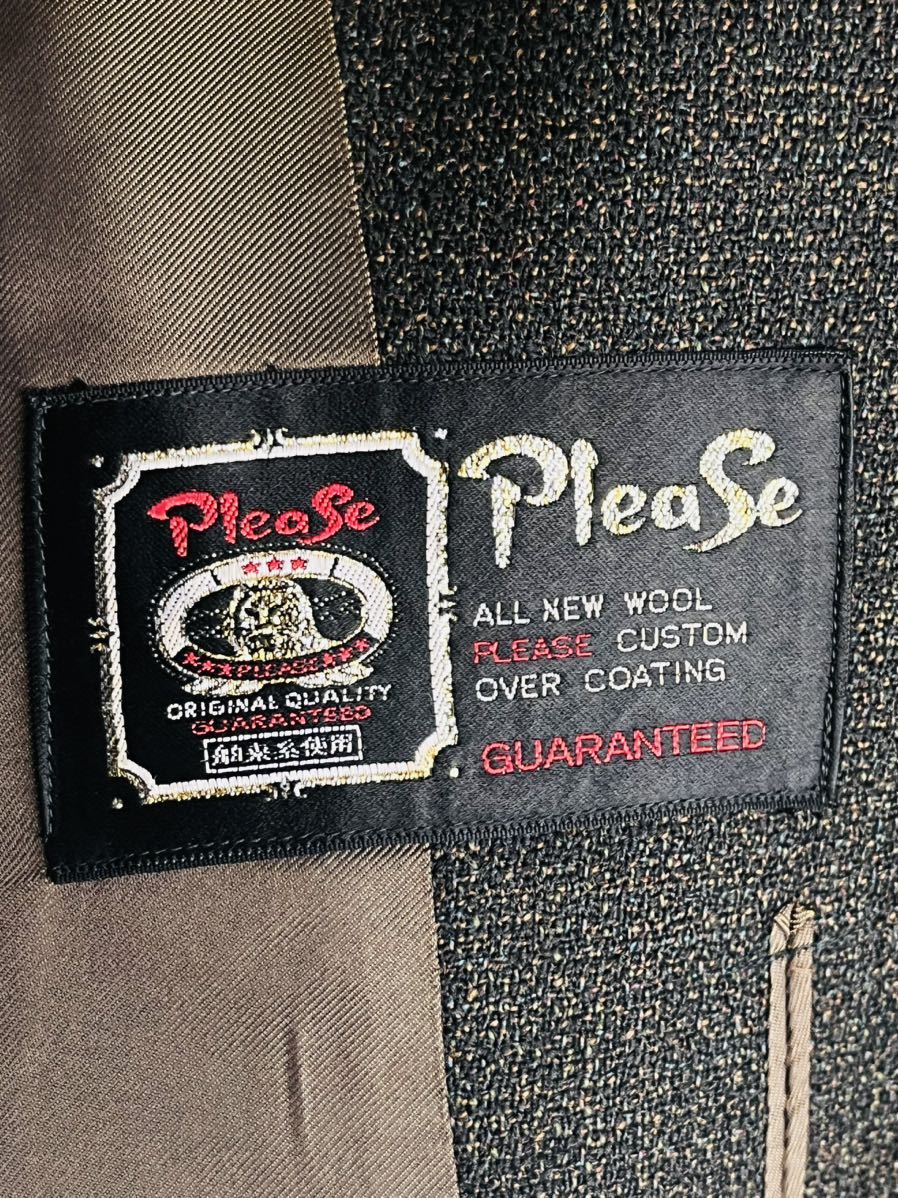 PleaSe
PLEASE
ORIGINAL QUALITY
GUARANTEED
舶来糸使用
PleaSe
ALL NEW WOOL
PLEASE CUSTOM
OVER COATING
GUARANTEED